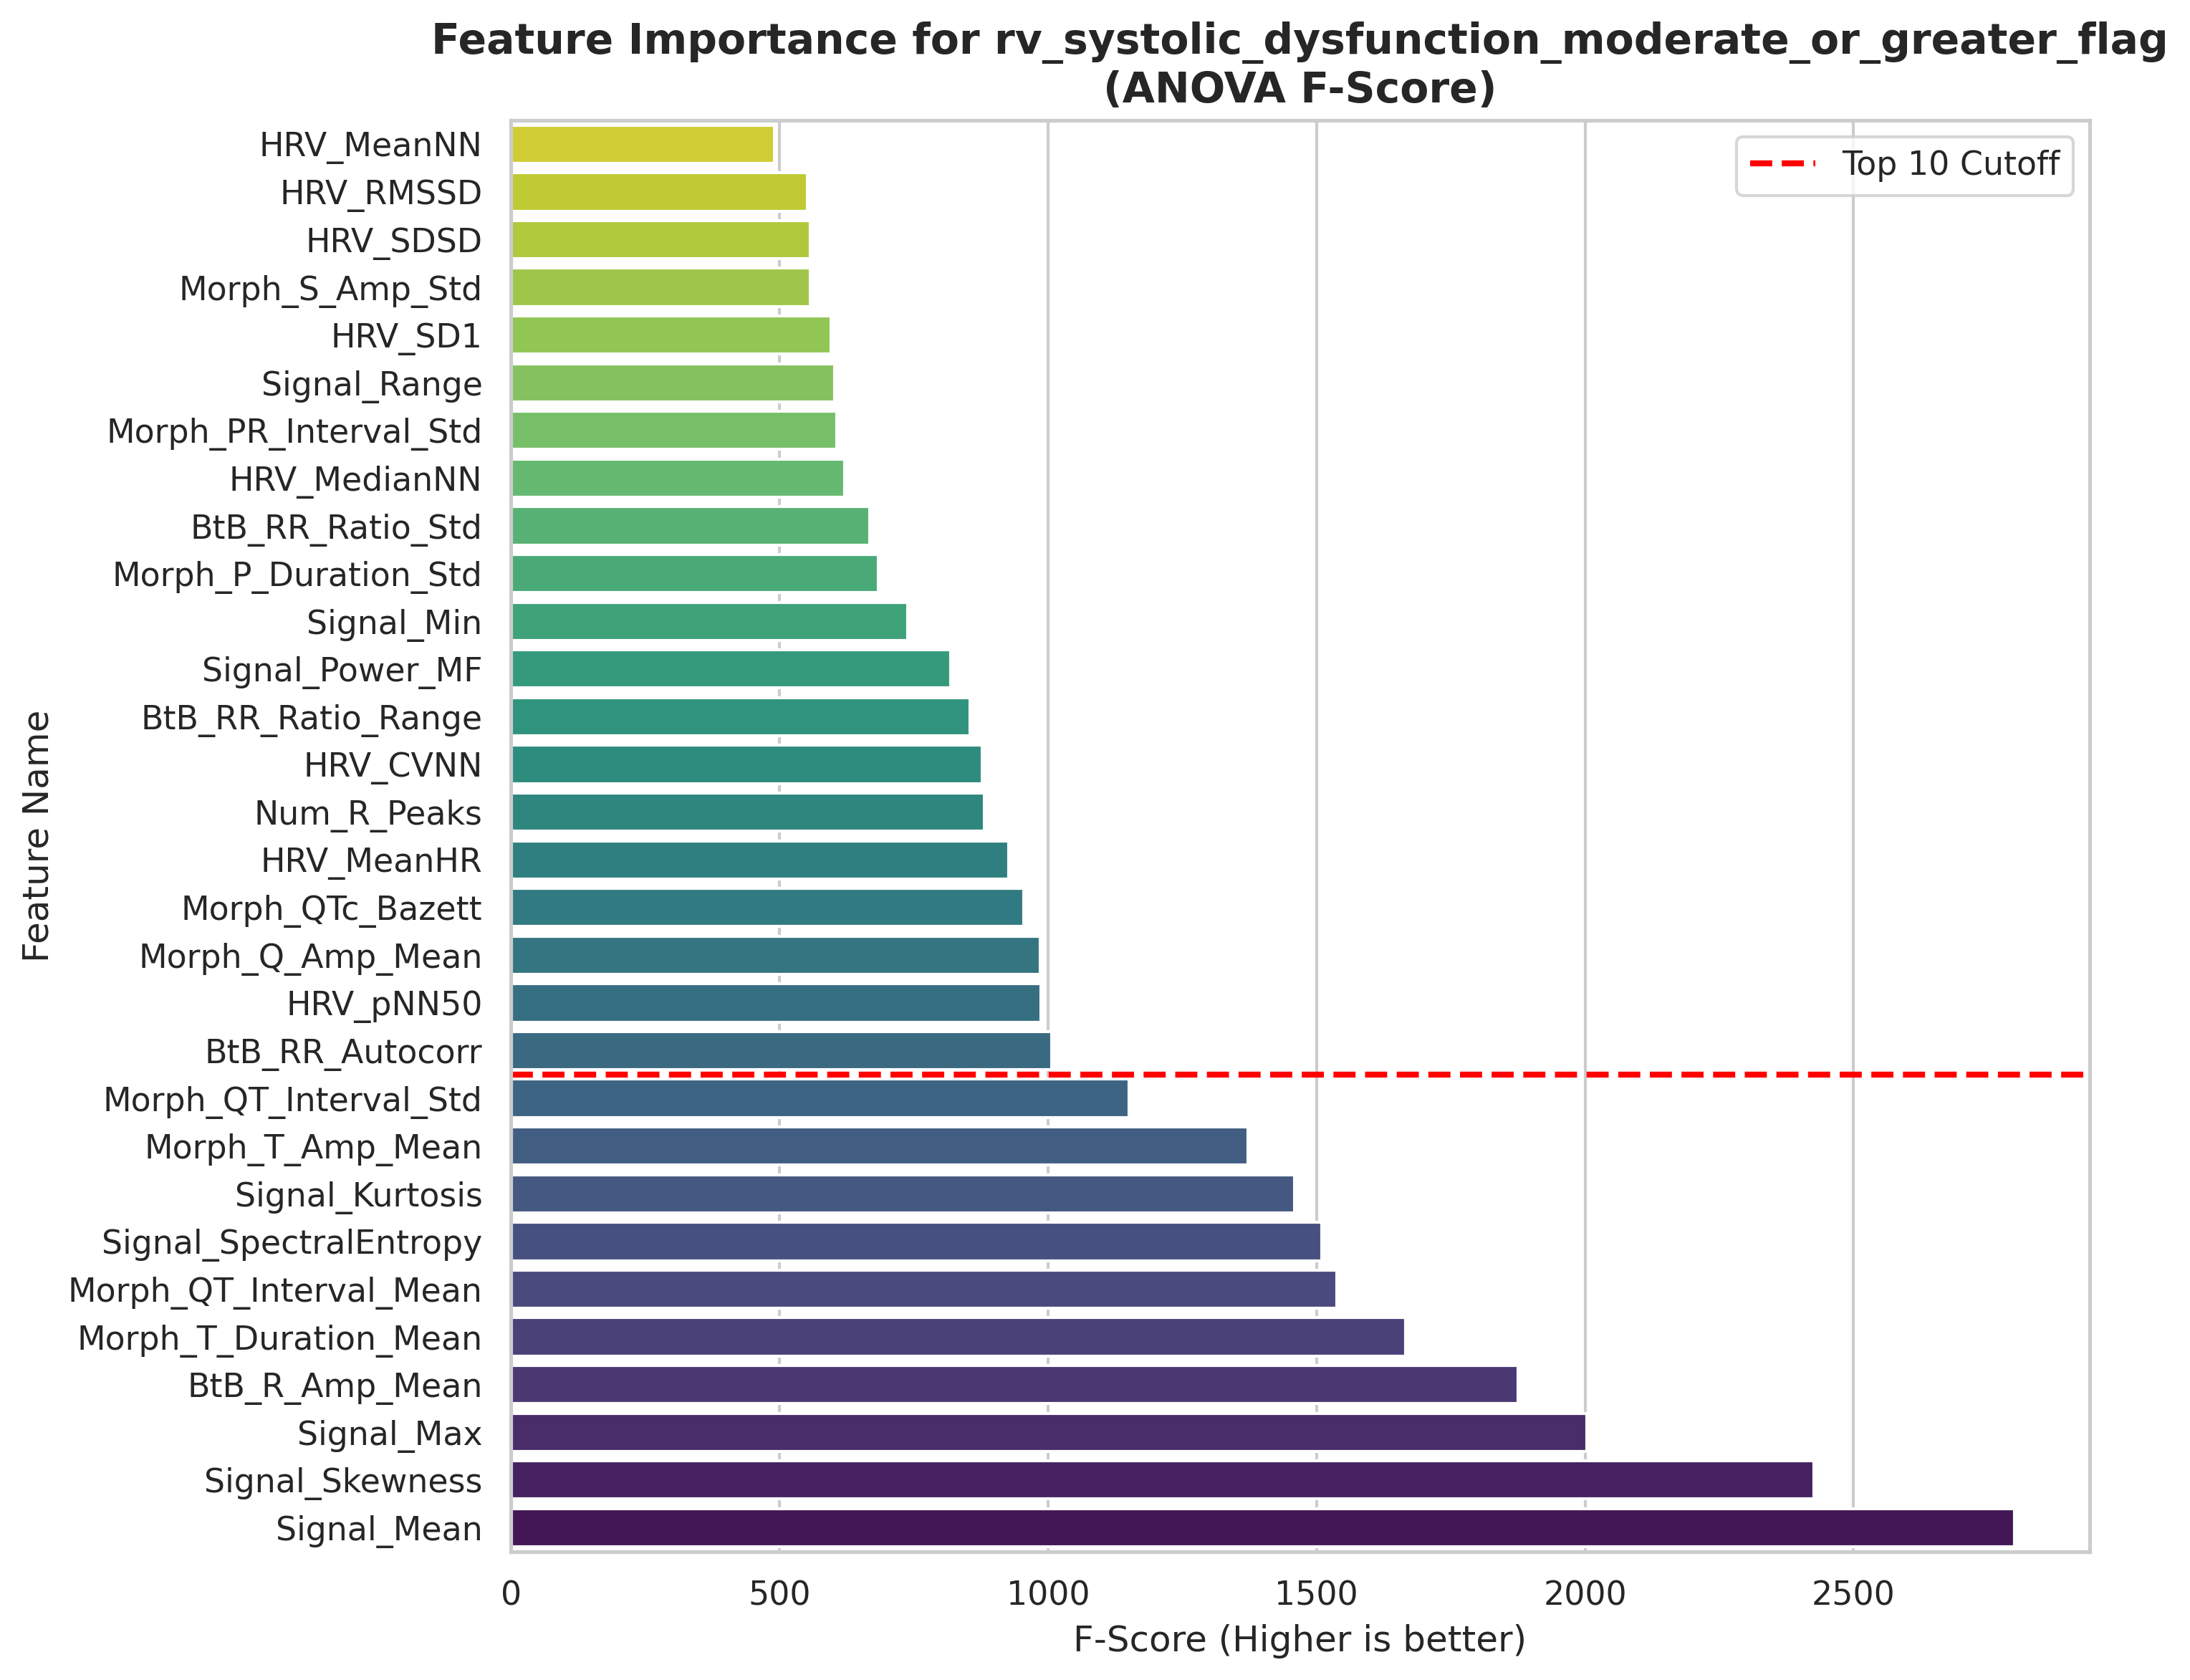 Feature Importance for rv_systolic_dysfunction_moderate_or_greater_flag
(ANOVA F-Score)
Top 10 Cutoff
Feature Name
HRV_MeanNN
HRV_RMSSD
HRV_SDSD
Morph_S_Amp_Std
HRV_SD1
Signal_Range
Morph_PR_Interval_Std
HRV_MedianNN
BtB_RR_Ratio_Std
Morph_P_Duration_Std
Signal_Min
Signal_Power_MF
BtB_RR_Ratio_Range
HRV_CVNN
Num_R_Peaks
HRV_MeanHR
Morph_QTc_Bazett
Morph_Q_Amp_Mean
HRV_pNN50
BtB_RR_Autocorr
Morph_QT_Interval_Std
Morph_T_Amp_Mean
Signal_Kurtosis
Signal_SpectralEntropy
Morph_QT_Interval_Mean
Morph_T_Duration_Mean
BtB_R_Amp_Mean
Signal_Max
Signal_Skewness
Signal_Mean
0 500 1000 1500 2000 2500
F-Score (Higher is better)